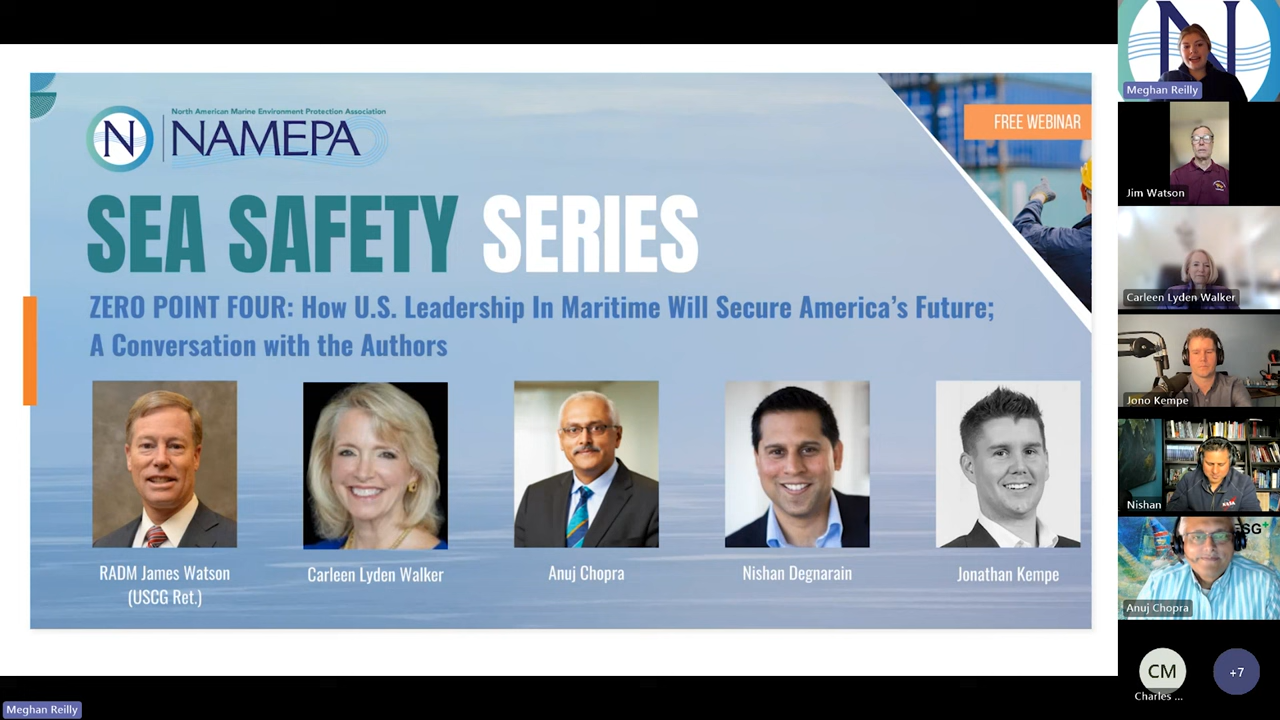 North American Marine Environment Protection Association
N
NAMEPA
FREE WEBINAR
SEA SAFETY SERIES
ZERO POINT FOUR: How U.S. Leadership In Maritime Will Secure America's Future;
A Conversation with the Authors
RADM James Watson
(USCG Ret.)
Carleen Lyden Walker
Anuj Chopra
Nishan Degnarain
Jonathan Kempe
N
Meghan Reilly
Jim Watson
Carleen Lyden Walker
Jono Kempe
Nishan
ESG+
Anuj Chopra
CM
Charles ...
+7
Meghan Reilly